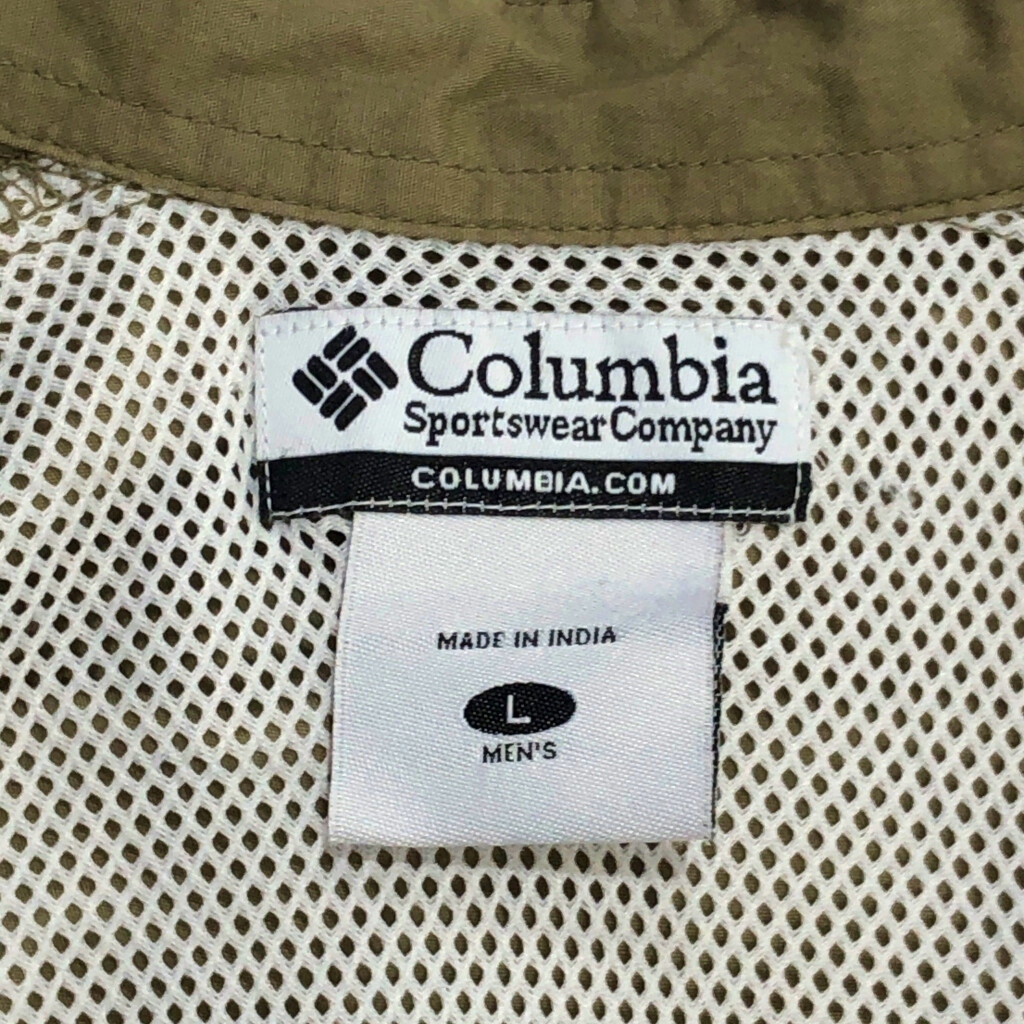 Columbia
Sportswear Company
COLUMBIA.COM
MADE IN INDIA
L
MEN'S